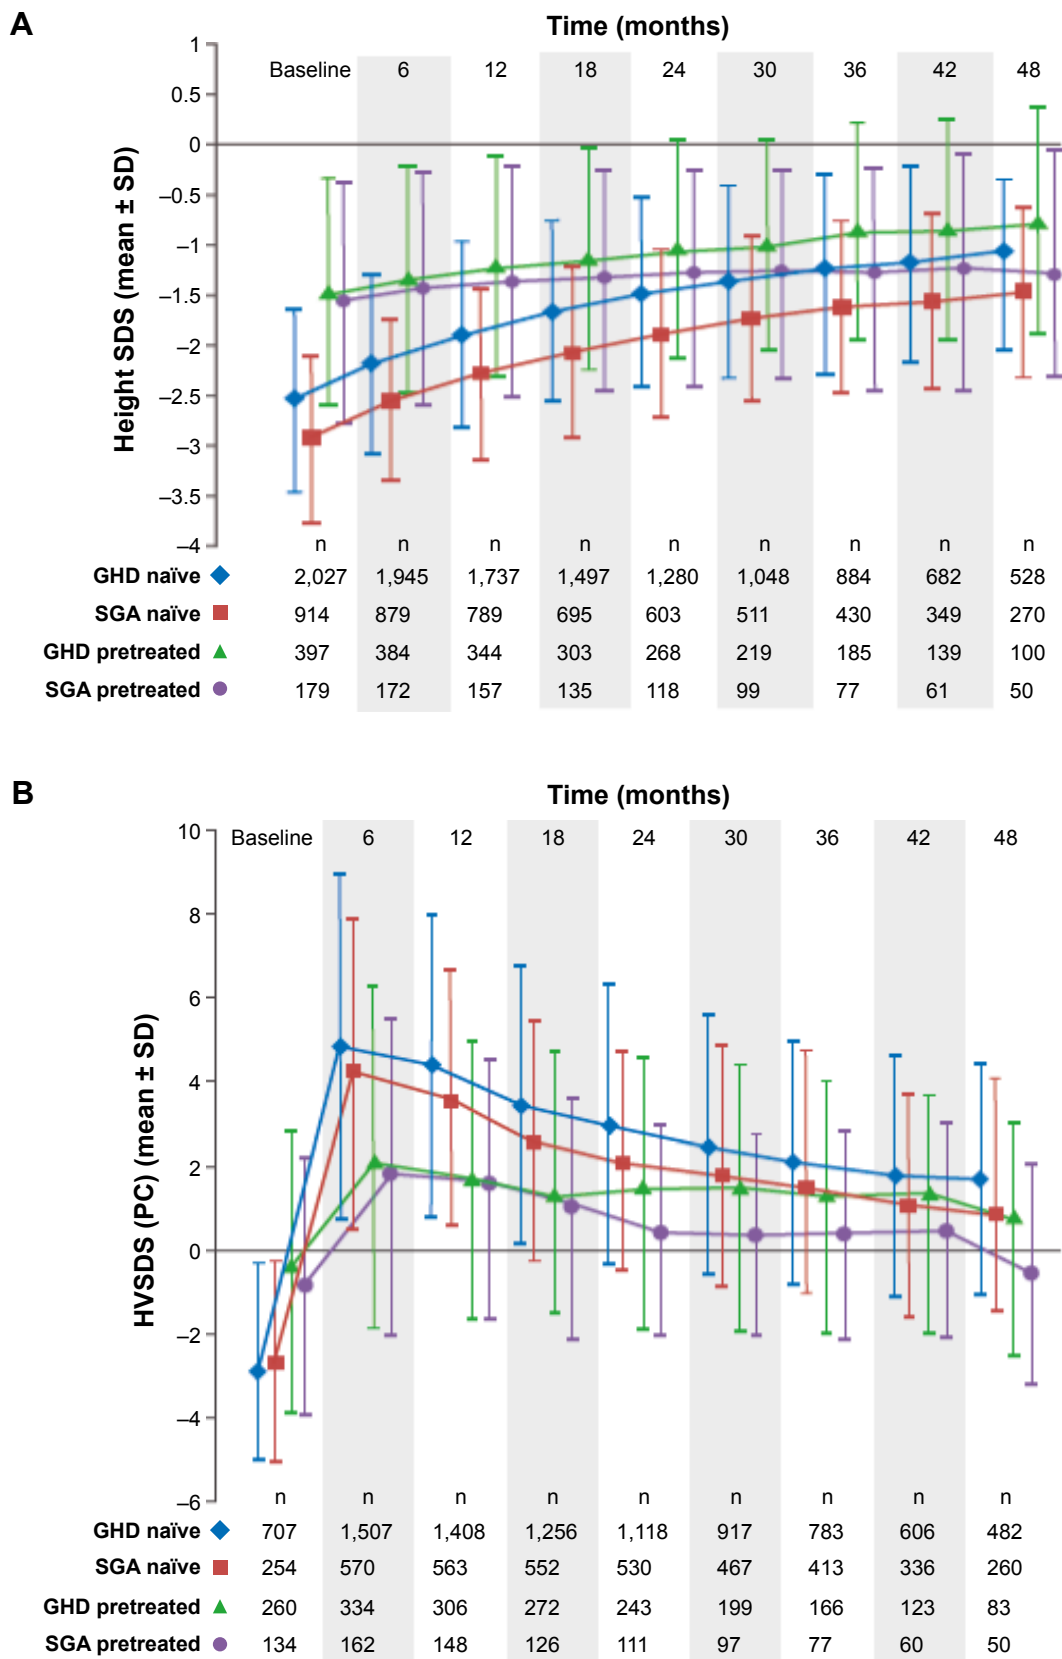 A
Time (months)
Baseline 6 12 18 24 30 36 42 48
Height SDS (mean ± SD)
1
0.5
0
–0.5
–1
–1.5
–2
–2.5
–3
–3.5
–4
n n n n n n n n n
GHD naïve 2,027 1,945 1,737 1,497 1,280 1,048 884 682 528
SGA naïve 914 879 789 695 603 511 430 349 270
GHD pretreated 397 384 344 303 268 219 185 139 100
SGA pretreated 179 172 157 135 118 99 77 61 50
B
Time (months)
Baseline 6 12 18 24 30 36 42 48
HVSDS (PC) (mean ± SD)
10
8
6
4
2
0
–2
–4
–6
n n n n n n n n n
GHD naïve 707 1,507 1,408 1,256 1,118 917 783 606 482
SGA naïve 254 570 563 552 530 467 413 336 260
GHD pretreated 260 334 306 272 243 199 166 123 83
SGA pretreated 134 162 148 126 111 97 77 60 50